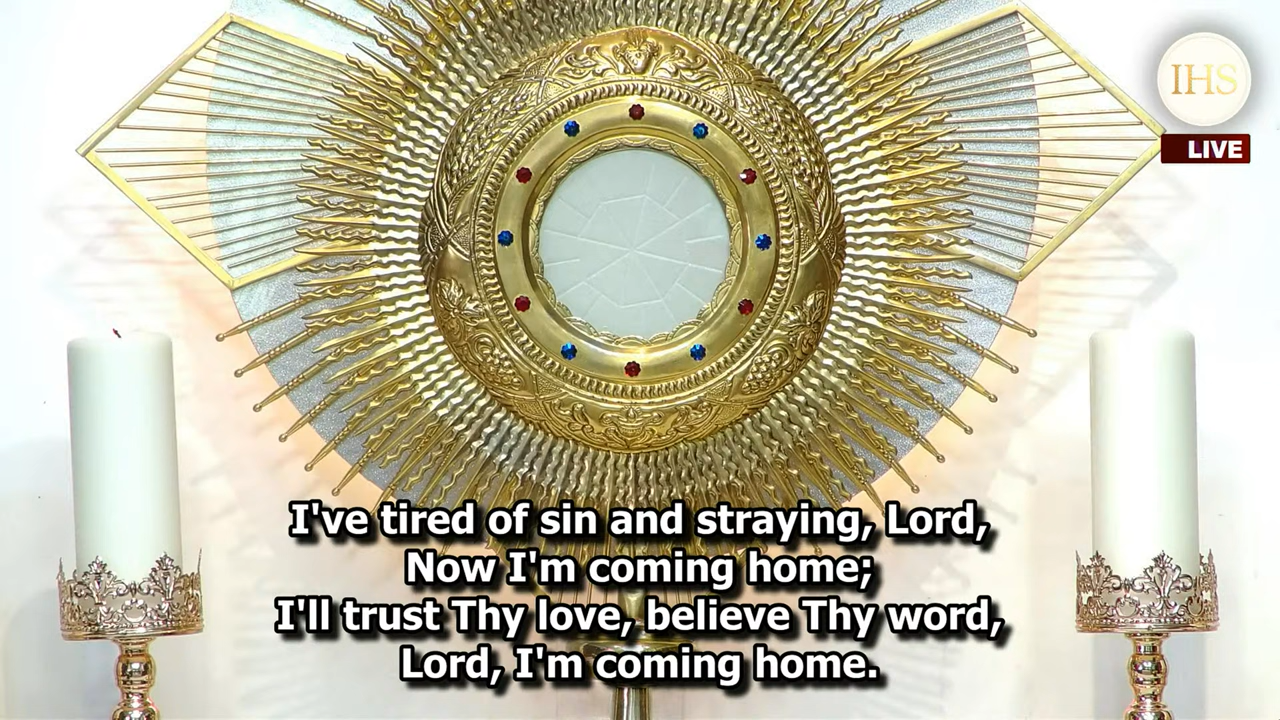 IHS
LIVE
I've tired of sin and straying, Lord,
Now I'm coming home;
I'll trust Thy love, believe Thy word,
Lord, I'm coming home.